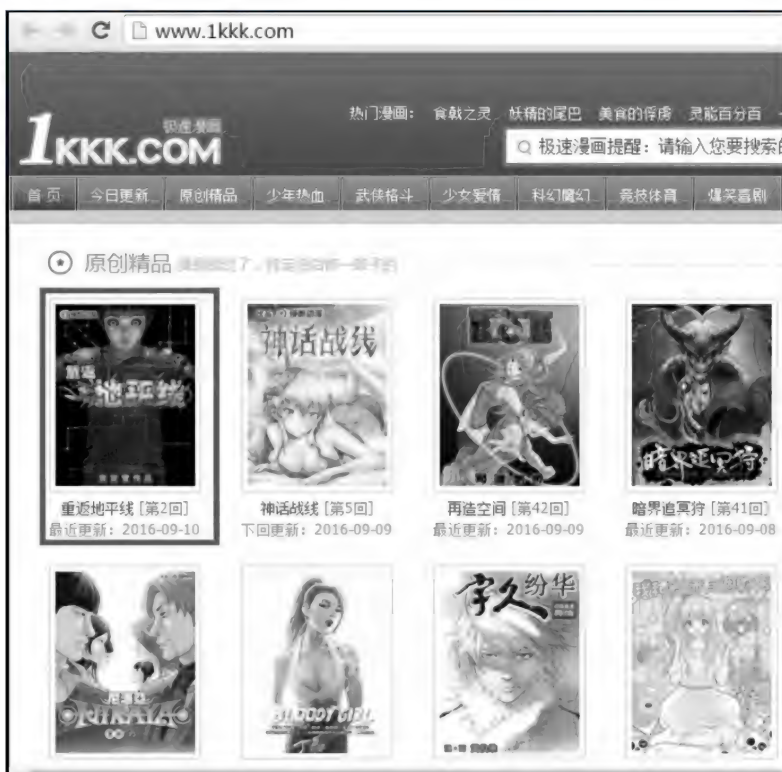 www.1kkk.com
热门漫画： 食戟之灵 妖精的尾巴 美食的俘虏 灵能百分百
极速漫画
1KKK.COM
极速漫画提醒：请输入您要搜索的
首页 今日更新 原创精品 少年热血 武侠格斗 少女爱情 科幻魔幻 竞技体育 爆笑喜剧
原创精品
重返
地平线
神话战线
暗界追冥狩
重返地平线 [第2回] 神话战线 [第5回] 再造空间 [第42回] 暗界追冥狩 [第41回]
最近更新：2016-09-10 下回更新：2016-09-09 最近更新：2016-09-09 最近更新：2016-09-08
纷华
BLOODY GIRL